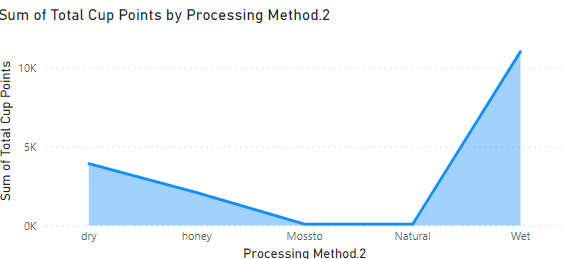 Sum of Total Cup Points by Processing Method.2
Sum of Total Cup Points
10K
5K
0K
dry honey Mossto Natural Wet
Processing Method.2